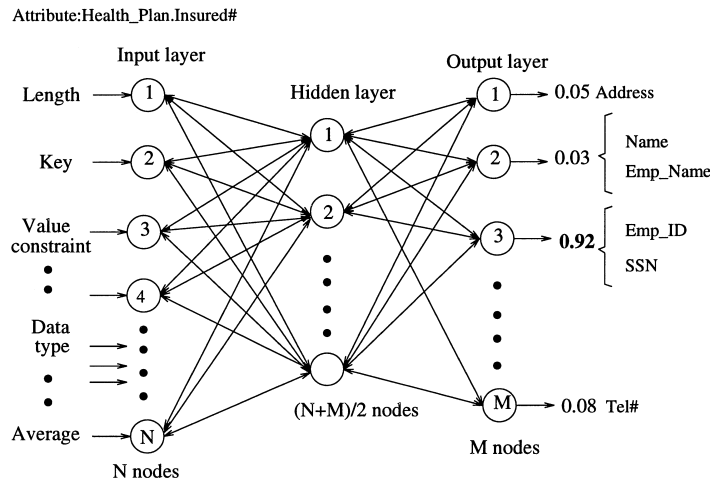 Attribute:Health_Plan.Insured#
Input layer
Hidden layer
Output layer
Length
1
Key
2
Value
constraint
3
4
Data
type
Average
N
N nodes
1
2
(N+M)/2 nodes
1
0.05 Address
2
0.03
Name
Emp_Name
3
0.92
Emp_ID
SSN
M
0.08 Tel#
M nodes